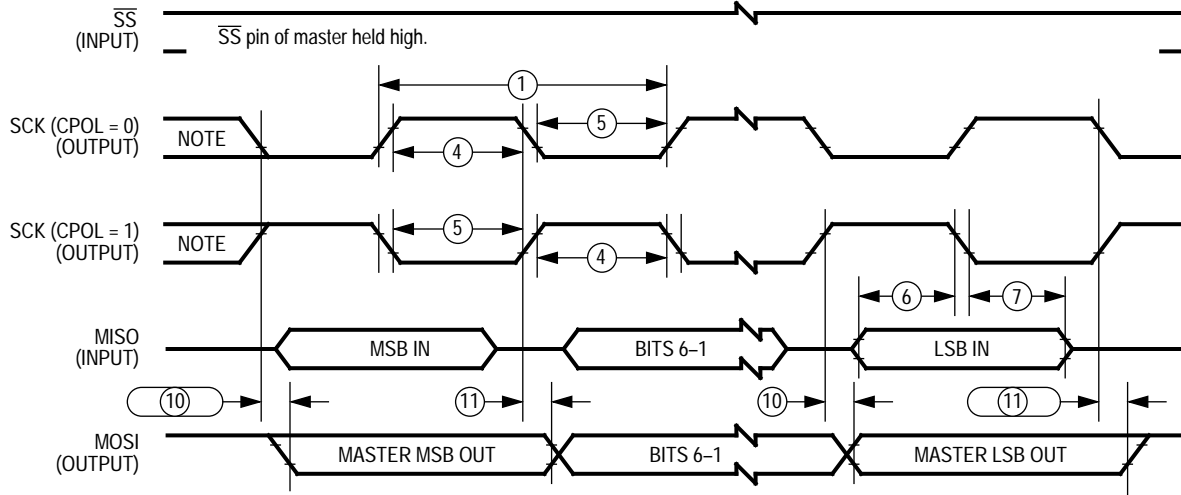 SS
(INPUT)
SS pin of master held high.
1
SCK (CPOL = 0)
(OUTPUT)
NOTE
5
4
SCK (CPOL = 1)
(OUTPUT)
NOTE
5
4
6
7
MISO
(INPUT)
MSB IN
BITS 6–1
LSB IN
10
11
10
11
MOSI
(OUTPUT)
MASTER MSB OUT
BITS 6–1
MASTER LSB OUT